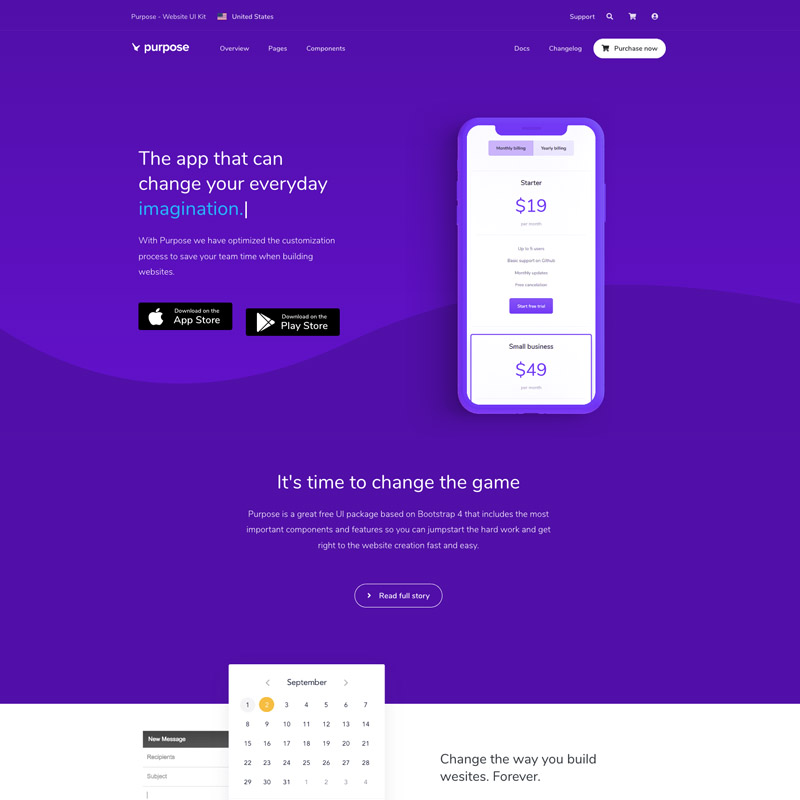 Purpose - Website UI Kit
United States
Support
purpose
Overview
Pages
Components
Docs
Changelog
Purchase now
The app that can
change your everyday
imagination.
With Purpose we have optimized the customization
process to save your team time when building
websites.
Download on the
App Store
Download on the
Play Store
Monthly billing
Yearly billing
Starter
$19
per month
Up to 5 users
Basic support on Github
Monthly updates
Free cancelation
Start free trial
Small business
$49
per month
It's time to change the game
Purpose is a great free UI package based on Bootstrap 4 that includes the most
important components and features so you can jumpstart the hard work and get
right to the website creation fast and easy.
Read full story
September
1 2 3 4 5 6 7
8 9 10 11 12 13 14
15 16 17 18 19 20 21
22 23 24 25 26 27 28
29 30 31 1 2 3 4
New Message
Recipients
Subject
Change the way you build
wesites. Forever.